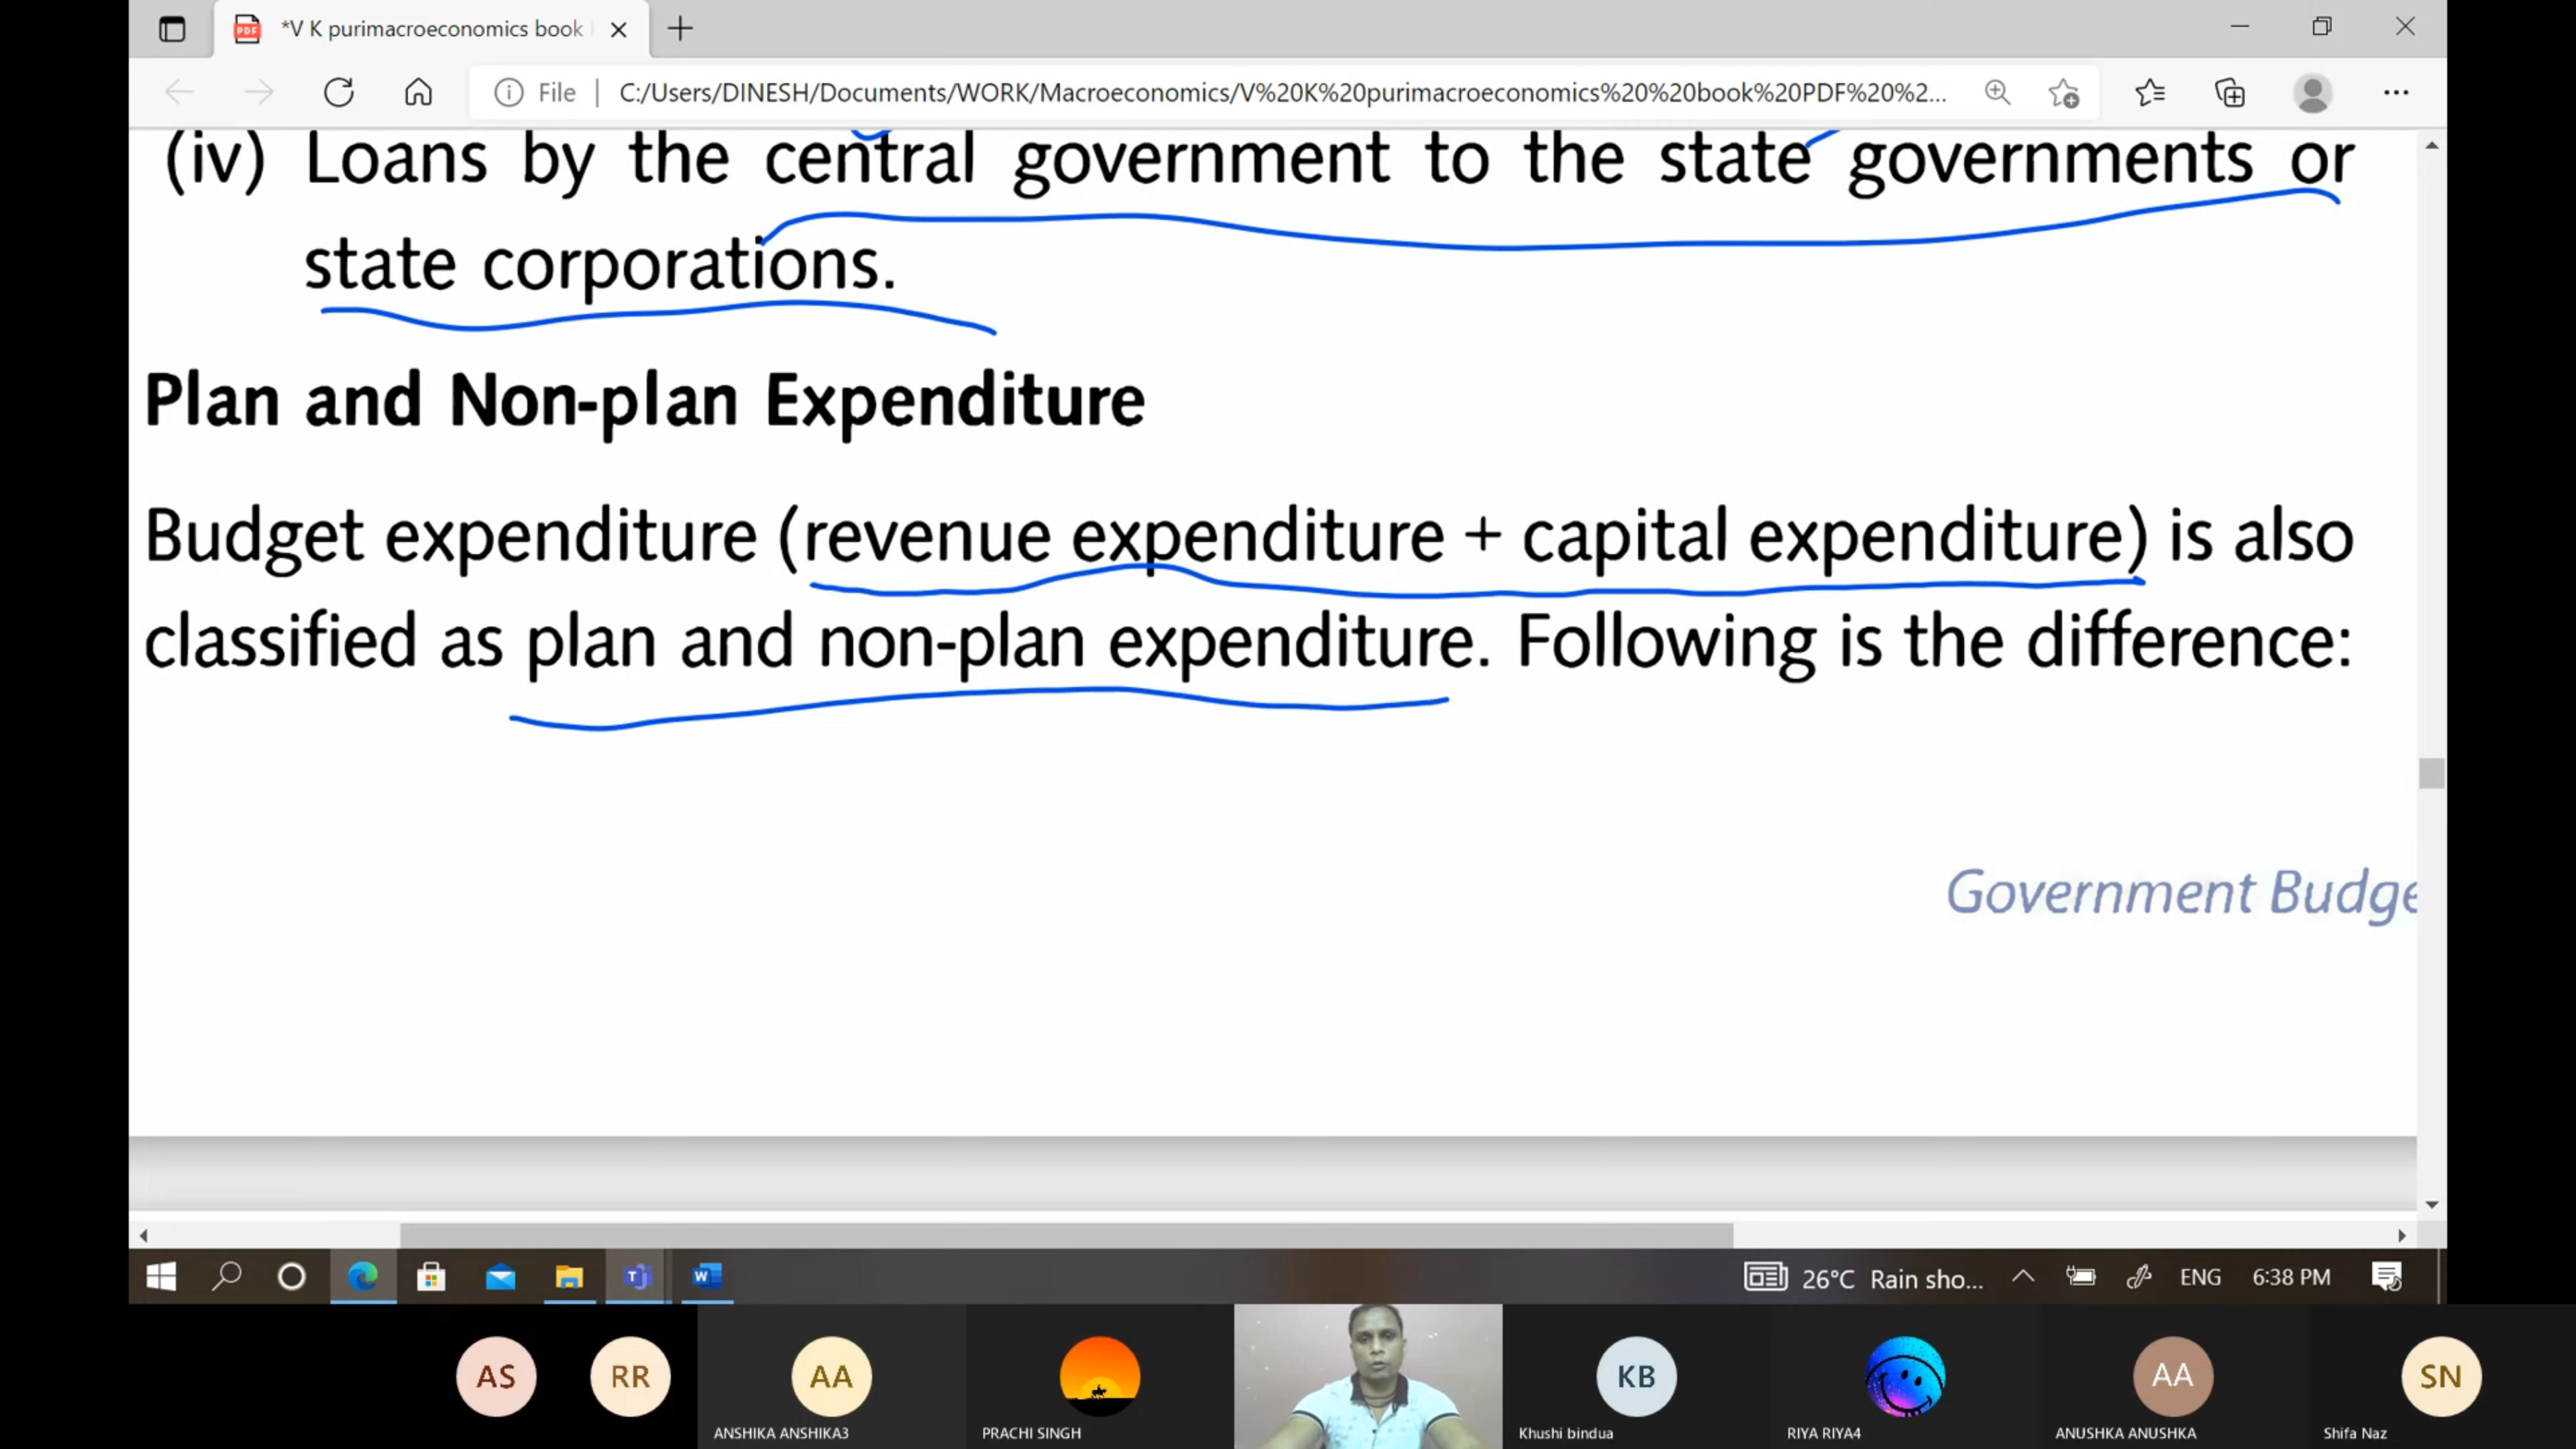 *V K purimacroeconomics book
File
C:/Users/DINESH/Documents/WORK/Macroeconomics/V%20K%20purimacroeconomics%20%20book%20PDF%20%2...
(iv) Loans by the central government to the state governments or
state corporations.
Plan and Non-plan Expenditure
Budget expenditure (revenue expenditure + capital expenditure) is also
classified as plan and non-plan expenditure. Following is the difference:
Government Budge
26°C Rain sho... ENG 6:38 PM
AS RR AA KB AA SN
ANSHIKA ANSHIKA3 PRACHI SINGH Khushi bindua RIYA RIYA4 ANUSHKA ANUSHKA Shifa Naz